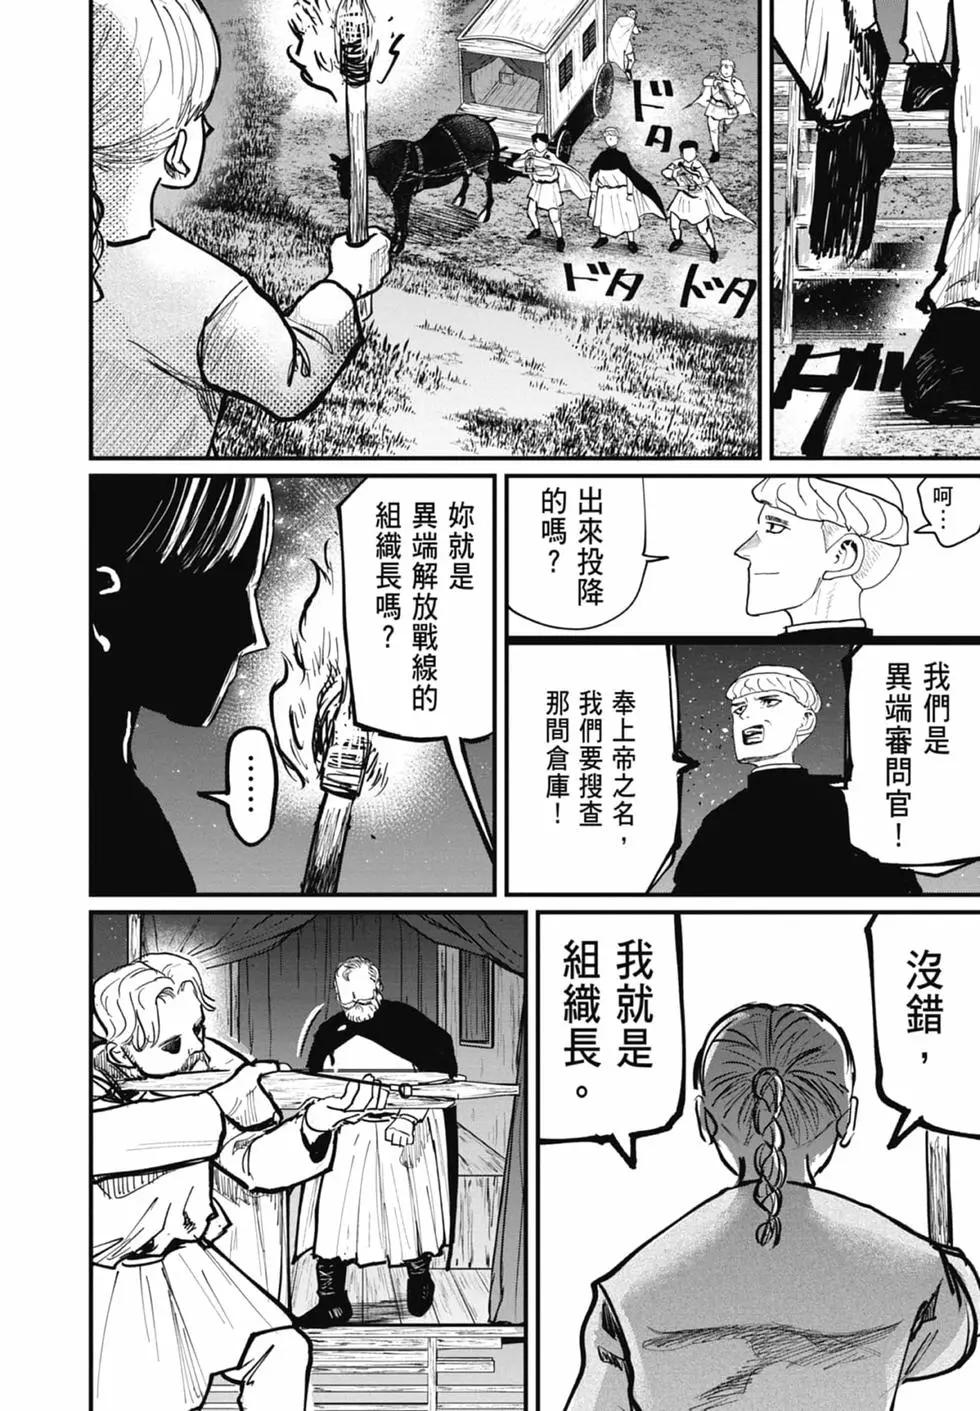 ダッ
ドタ
ドタ
ドタ
呵…
出來投降
的嗎？
我們是
異端審問官！
奉上帝之名，
我們要搜查
那間倉庫！
妳就是
異端解放戰線的
組織長嗎？
……
沒錯，
我就是
組織長。